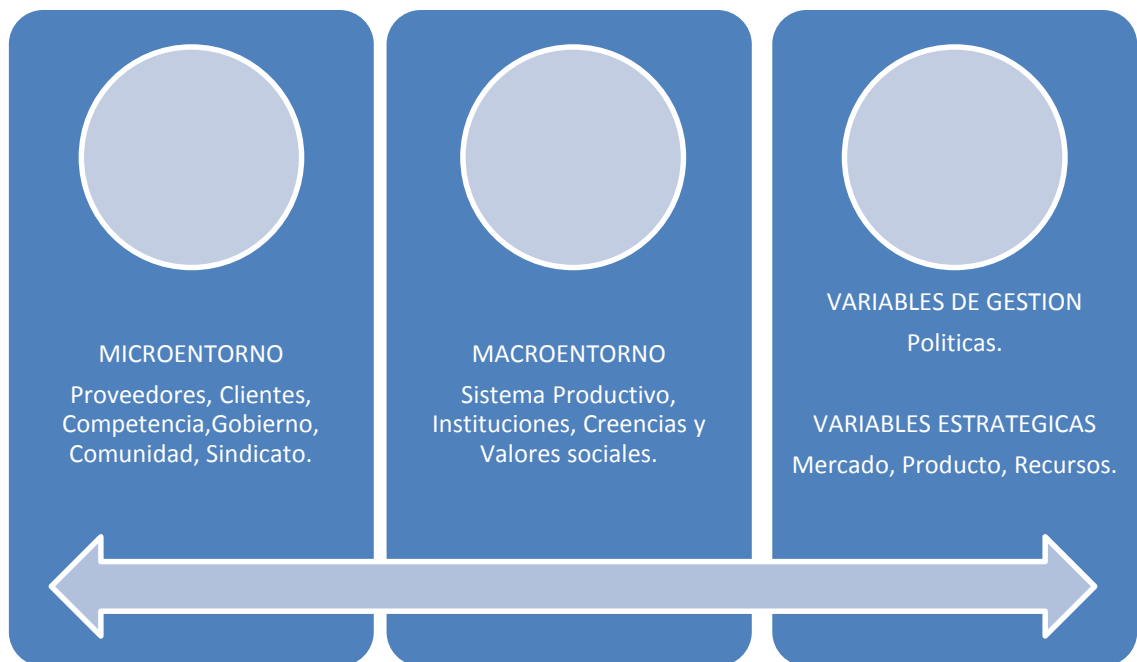 MICROENTORNO
Proveedores, Clientes,
Competencia,Gobierno,
Comunidad, Sindicato.
MACROENTORNO
Sistema Productivo,
Instituciones, Creencias y
Valores sociales.
VARIABLES DE GESTION
Politicas.
VARIABLES ESTRATEGICAS
Mercado, Producto, Recursos.